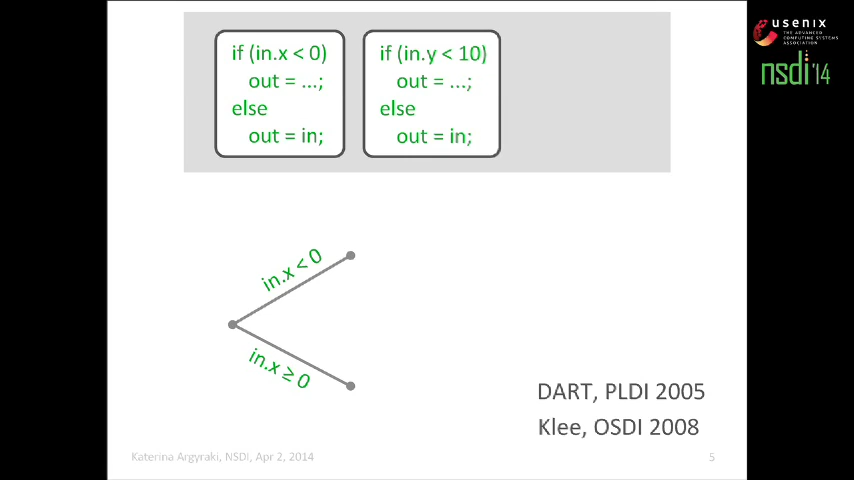 if (in.x < 0)
out = ...;
else
out = in;
if (in.y < 10)
out = ...;
else
out = in;
usenix
THE ADVANCED
COMPUTING SYSTEMS
ASSOCIATION
nsdi '14
in.x < 0
in.x ≥ 0
DART, PLDI 2005
Klee, OSDI 2008
Katerina Argyraki, NSDI, Apr 2, 2014
5